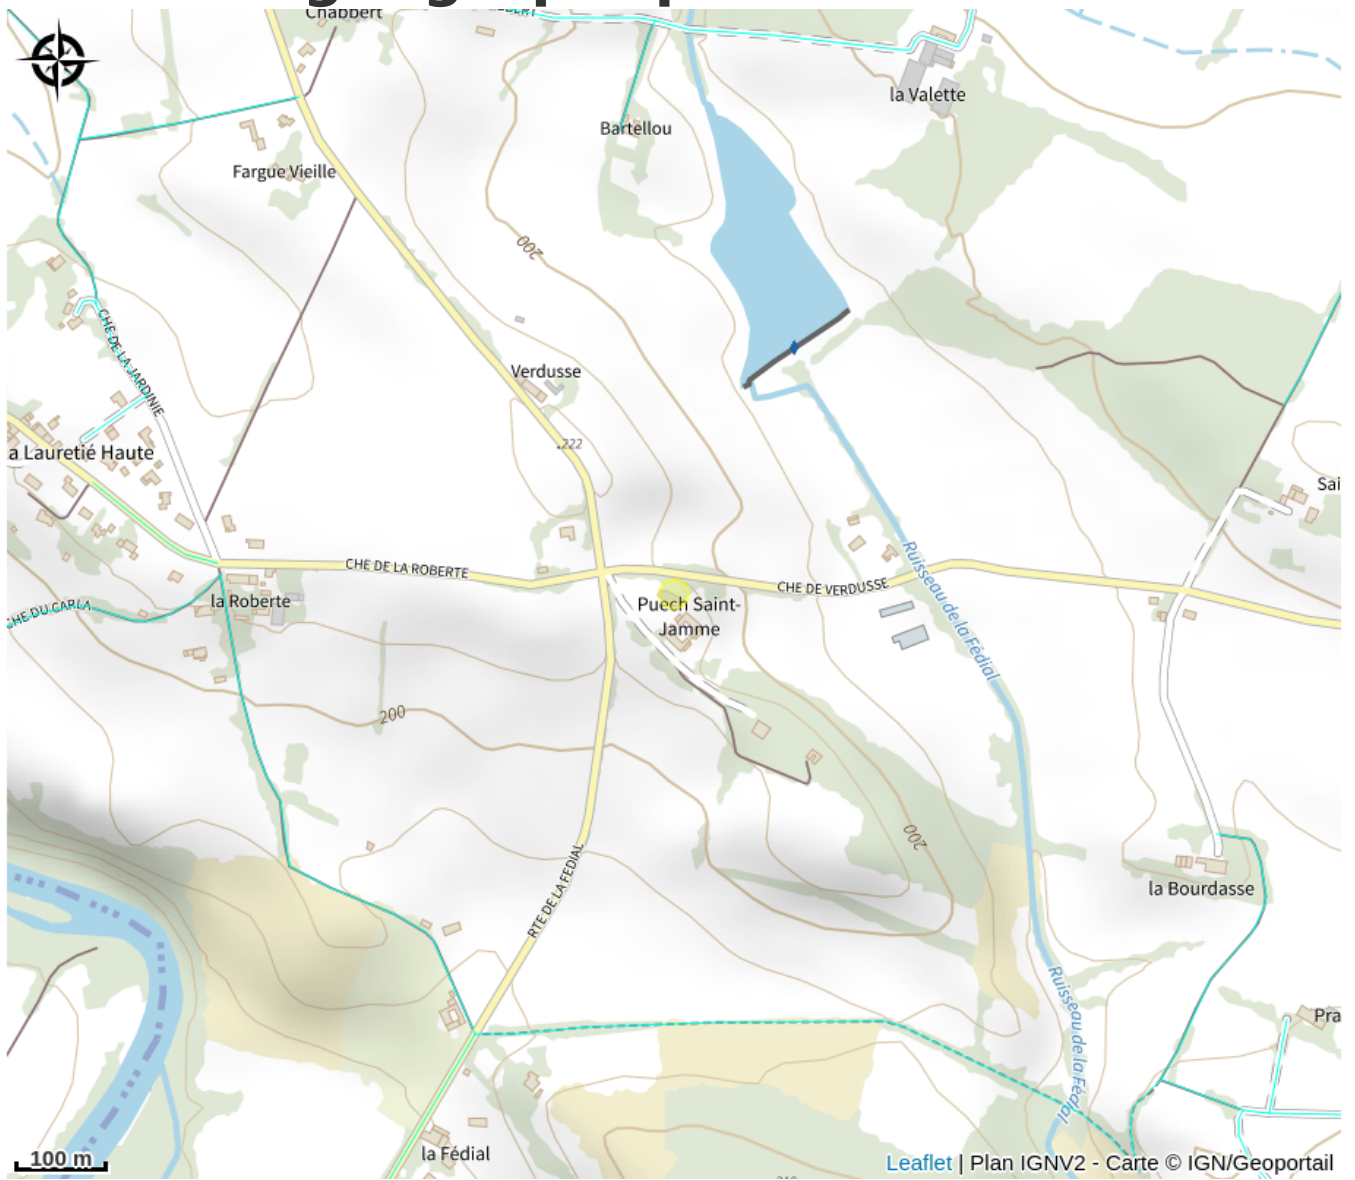 Chabbert
la Valette
Bartellou
Fargue Vieille
200
CHE DE LA JARDINIE
Verdusse
.222
a Lauretié Haute
Sai
CHE DE LA ROBERTE
Ruisseau de la Fédial
CHE DE VERDUSSE
la Roberte
CHE DU CARLA
Puech Saint-
Jamme
200
200
RTE DE LA FEDIAL
la Bourdasse
Ruisseau de la Fédial
Pra
la Fédial
100 m
Leaflet | Plan IGNV2 - Carte © IGN/Geoportail